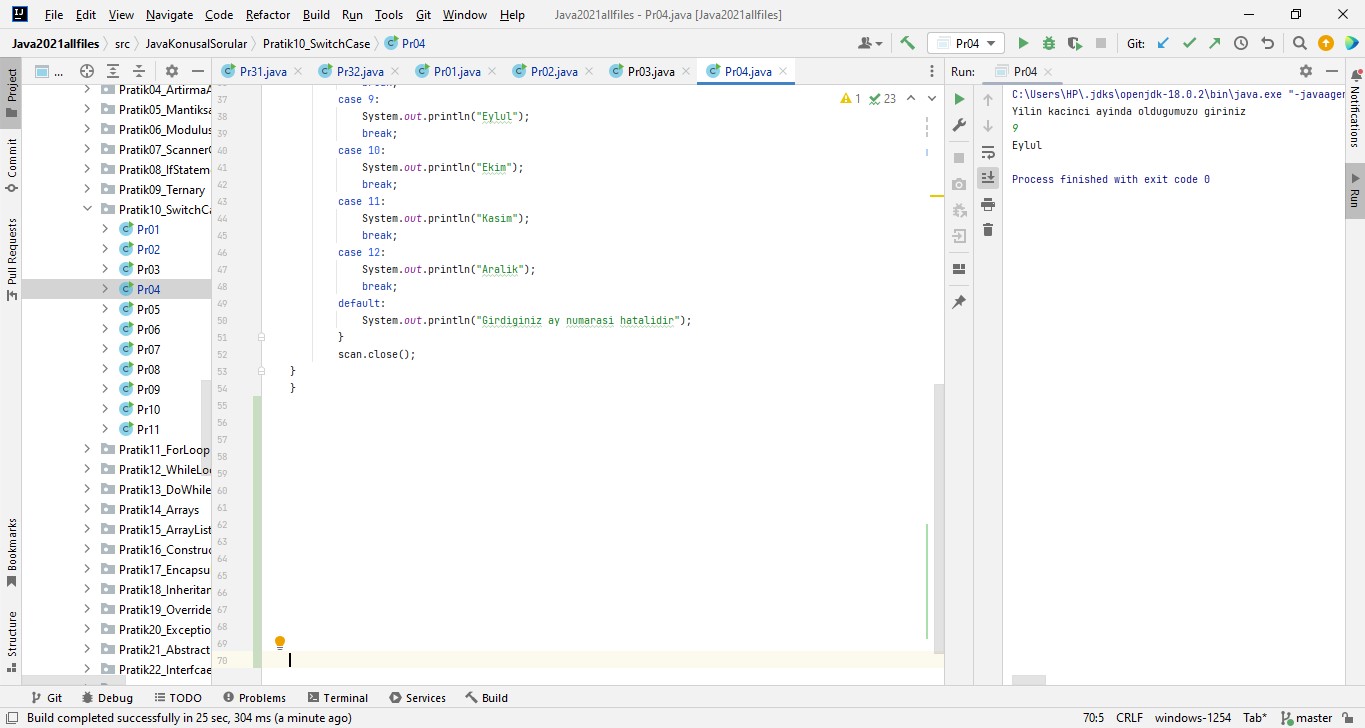 File Edit View Navigate Code Refactor Build Run Tools Git Window Help Java2021allfiles - Pr04.java [Java2021allfiles]
Java2021allfiles src JavaKonusalSorular Pratik10_SwitchCase Pr04 Pr04 Git:
Project
Commit
Pull Requests
Bookmarks
Structure
...
Pratik04_ArtirmaA
Pratik05_Mantiksa
Pratik06_Modulus
Pratik07_Scanner
Pratik08_IfStatem
Pratik09_Ternary
Pratik10_SwitchCa
Pr01
Pr02
Pr03
Pr04
Pr05
Pr06
Pr07
Pr08
Pr09
Pr10
Pr11
Pratik11_ForLoop
Pratik12_WhileLo
Pratik13_DoWhile
Pratik14_Arrays
Pratik15_ArrayList
Pratik16_Constru
Pratik17_Encapsu
Pratik18_Inheritan
Pratik19_Override
Pratik20_Exceptio
Pratik21_Abstract
Pratik22_Interfcae
Pr31.java Pr32.java Pr01.java Pr02.java Pr03.java Pr04.java
1 23
37 case 9:
38 System.out.println("Eylul");
39 break;
40 case 10:
41 System.out.println("Ekim");
42 break;
43 case 11:
44 System.out.println("Kasim");
45 break;
46 case 12:
47 System.out.println("Aralik");
48 break;
49 default:
50 System.out.println("Girdiginiz ay numarasi hatalidir");
51 }
52 scan.close();
53 }
54 }
55
56
57
58
59
60
61
62
63
64
65
66
67
68
69
70
Run: Pr04
C:\Users\HP\.jdks\openjdk-18.0.2\bin\java.exe "-javaagen
Yilin kacinci ayinda oldugumuzu giriniz
9
Eylul
Process finished with exit code 0
Notifications
Run
Git Debug TODO Problems Terminal Services Build
Build completed successfully in 25 sec, 304 ms (a minute ago) 70:5 CRLF windows-1254 Tab* master